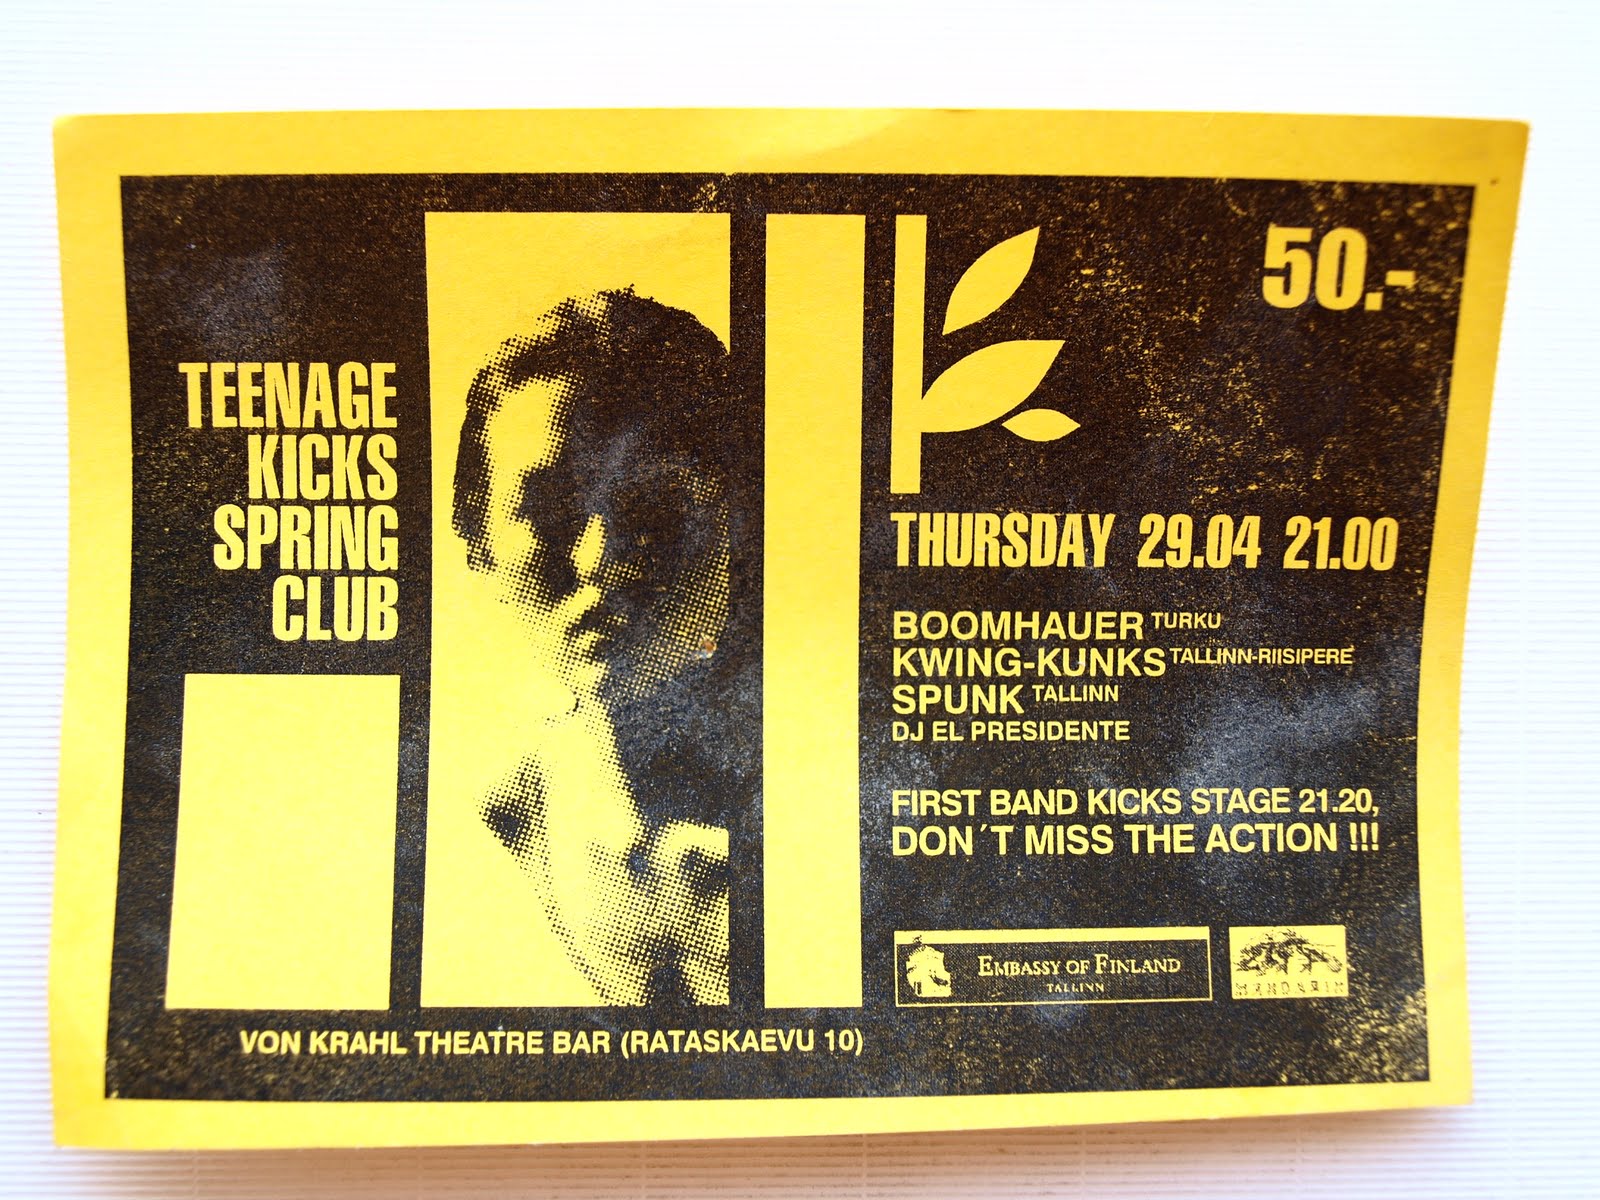 TEENAGE
KICKS
SPRING
CLUB
50.-
THURSDAY 29.04 21.00
BOOMHAUER TURKU
KWING-KUNKS TALLINN-RIISIPERE
SPUNK TALLINN
DJ EL PRESIDENTE
FIRST BAND KICKS STAGE 21.20,
DON´T MISS THE ACTION !!!
EMBASSY OF FINLAND
TALLINN
MANDARIN
VON KRAHL THEATRE BAR (RATASKAEVU 10)